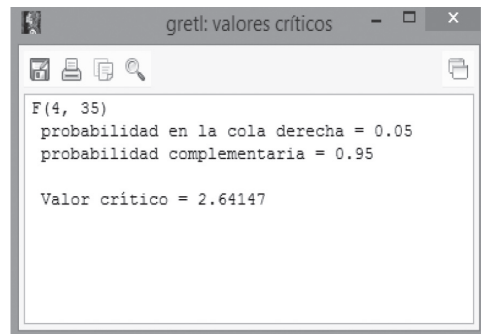 gretl: valores críticos
F(4, 35)
probabilidad en la cola derecha = 0.05
probabilidad complementaria = 0.95
Valor crítico = 2.64147